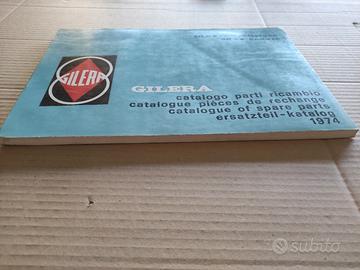 GILERA
GILERA
catalogo parti ricambio
catalogue pièces de rechange
catalogue of spare parts
ersatzteil-katalog
1974
subito